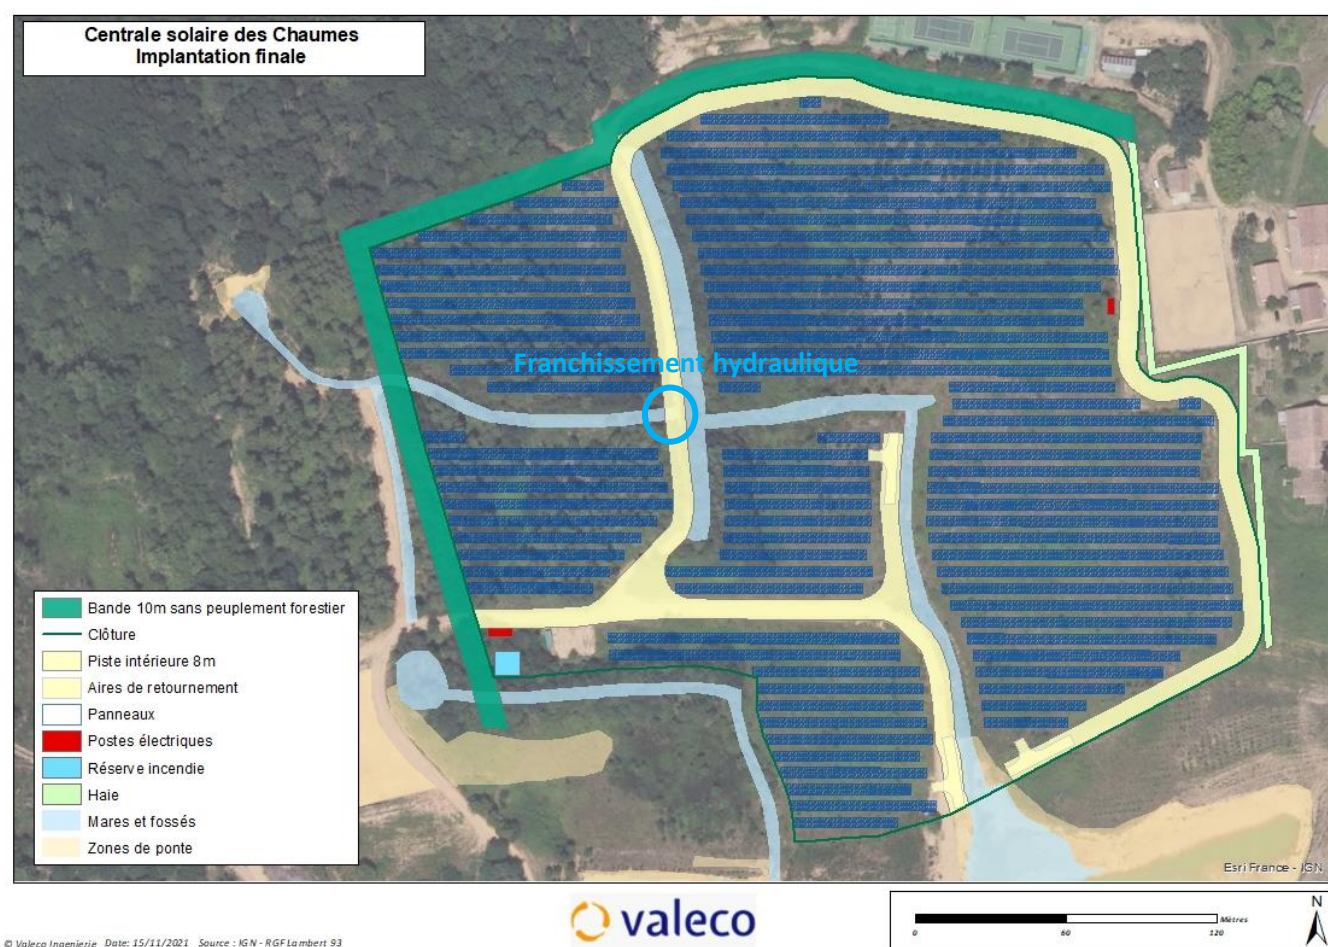 Centrale solaire des Chaumes
Implantation finale
Franchissement hydraulique
Bande 10m sans peuplement forestier
Clôture
Piste intérieure 8m
Aires de retournement
Panneaux
Postes électriques
Réserve incendie
Haie
Mares et fossés
Zones de ponte
Esri France - IGN
© Valeco Ingenierie Date: 15/11/2021 Source : IGN - RGF Lambert 93
valeco
Mètres
0 60 120
N